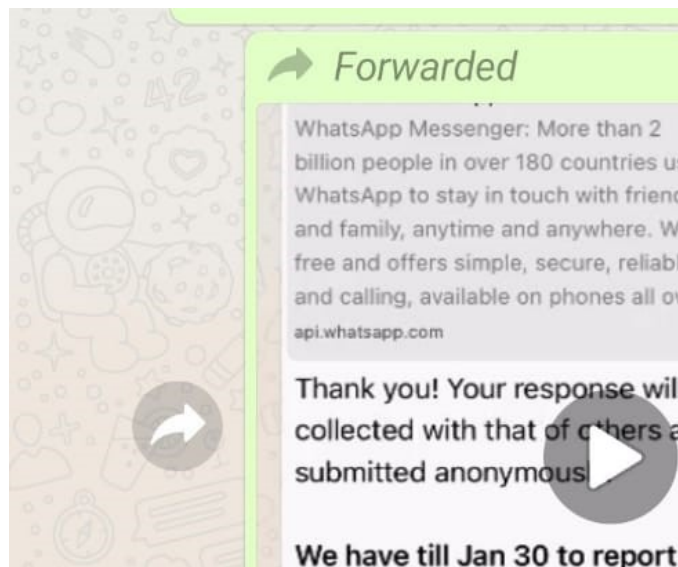 Forwarded
WhatsApp Messenger: More than 2
billion people in over 180 countries
WhatsApp to stay in touch with
and family, anytime and anywhere.
free and offers simple, secure,
and calling, available on phones all
api.whatsapp.com
Thank you! Your response
collected with that of others
submitted anonymously.
We have till Jan 30 to report